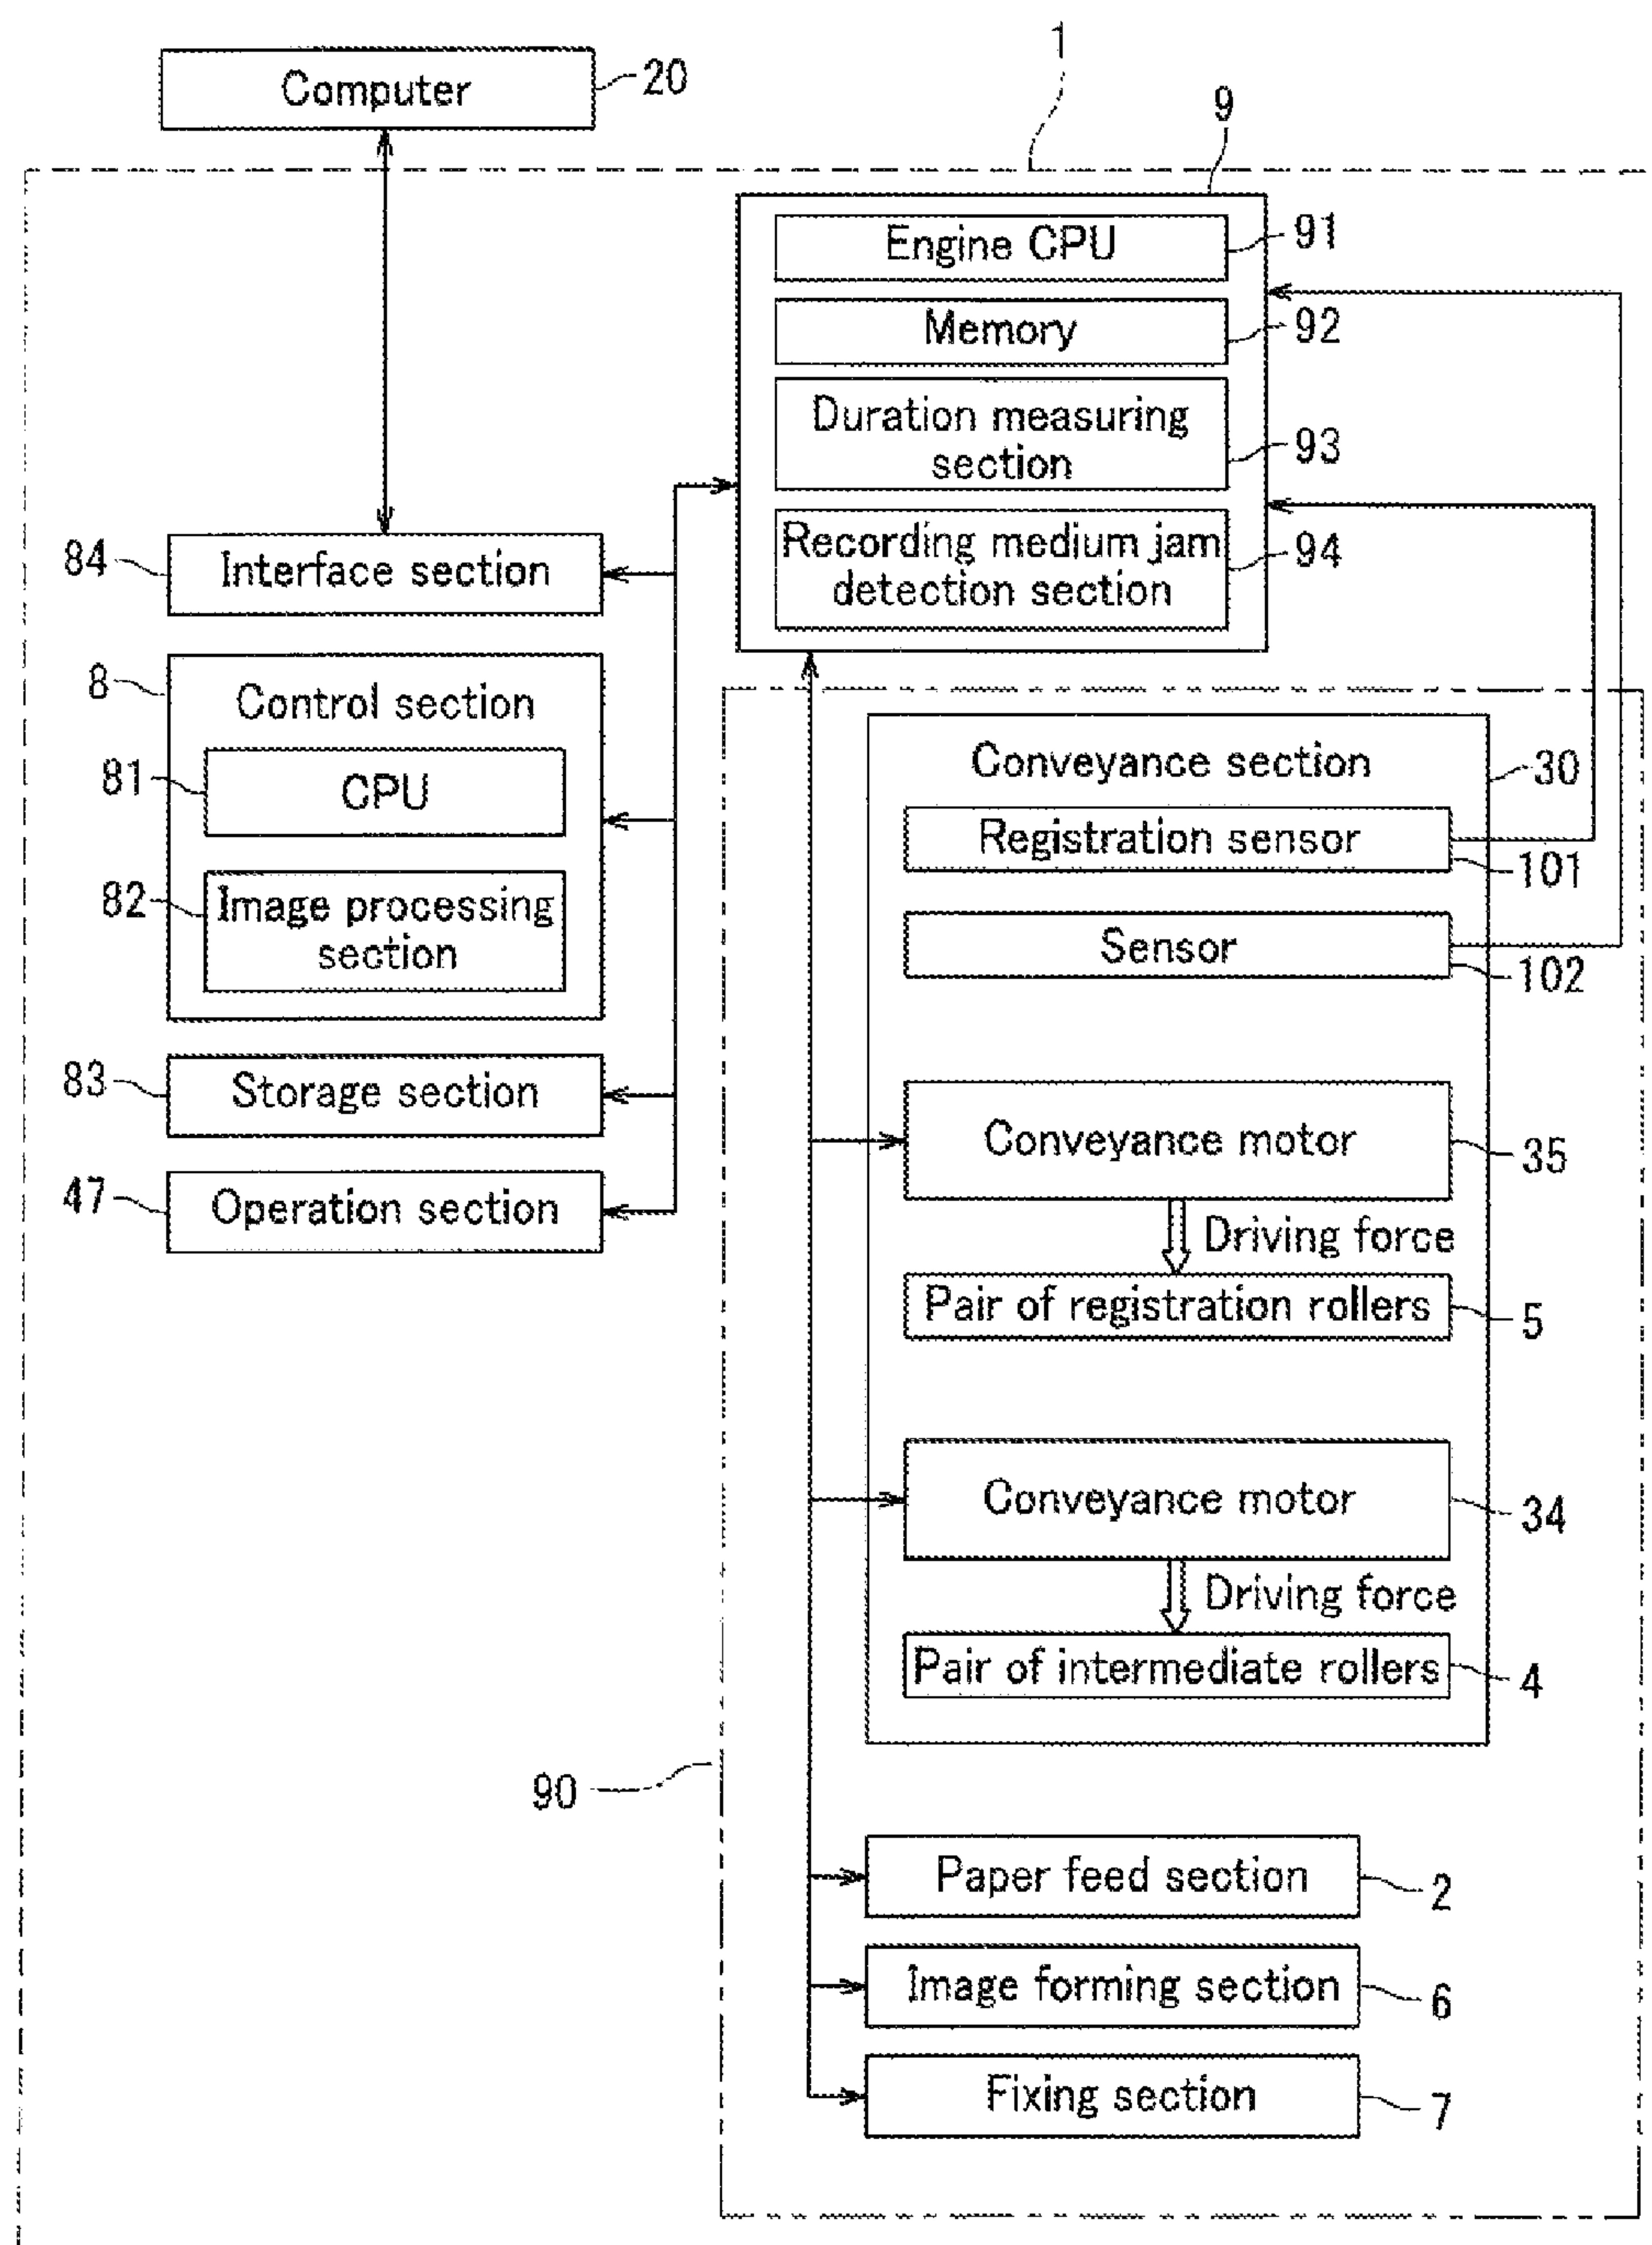 1
Computer
20
9
Engine CPU
91
Memory
92
Duration measuring
section
93
Recording medium jam
detection section
94
84
Interface section
8
Control section
81
CPU
82
Image processing
section
83
Storage section
47
Operation section
Conveyance section
30
Registration sensor
101
Sensor
102
Conveyance motor
35
Driving force
Pair of registration rollers
5
Conveyance motor
34
Driving force
Pair of intermediate rollers
4
90
Paper feed section
2
Image forming section
6
Fixing section
7